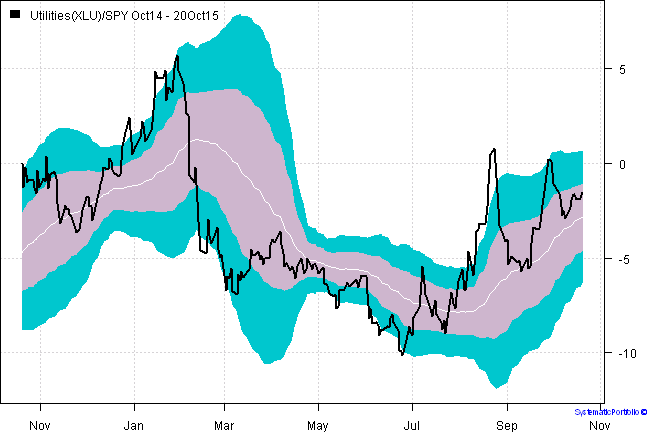 Utilities(XLU)/SPY Oct14 - 20Oct15
5
0
-5
-10
Nov Jan Mar May Jul Sep Nov
SystematicPortfolio ©